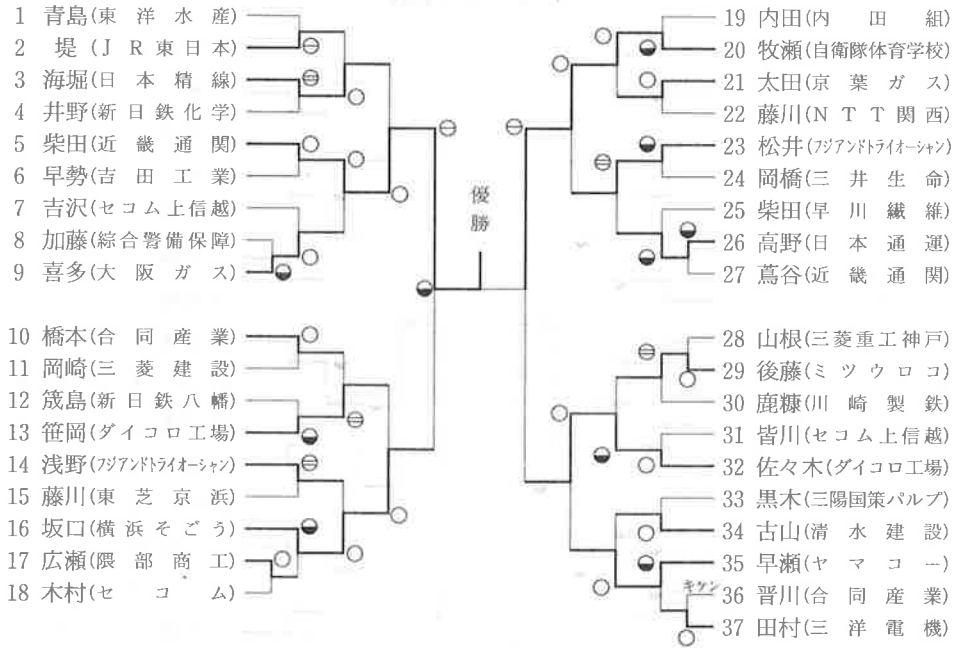 1 青島(東洋水産)
2 堤(JR東日本)
3 海堀(日本精線)
4 井野(新日鉄化学)
5 柴田(近畿通関)
6 早勢(吉田工業)
7 吉沢(セコム上信越)
8 加藤(綜合警備保障)
9 喜多(大阪ガス)
10 橋本(合同産業)
11 岡崎(三菱建設)
12 筬島(新日鉄八幡)
13 笹岡(ダイコロ工場)
14 浅野(フジアンドトライオーシャン)
15 藤川(東芝京浜)
16 坂口(横浜そごう)
17 広瀬(隈部商工)
18 木村(セコム)
優勝
19 内田(内田組)
20 牧瀬(自衛隊体育学校)
21 太田(京葉ガス)
22 藤川(NTT関西)
23 松井(フジアンドトライオーシャン)
24 岡橋(三井生命)
25 柴田(早川繊維)
26 高野(日本通運)
27 蔦谷(近畿通関)
28 山根(三菱重工神戸)
29 後藤(ミツウロコ)
30 鹿糠(川崎製鉄)
31 皆川(セコム上信越)
32 佐々木(ダイコロ工場)
33 黒木(三陽国策パルプ)
34 古山(清水建設)
35 早瀬(ヤマコー)
キケン
36 晋川(合同産業)
37 田村(三洋電機)